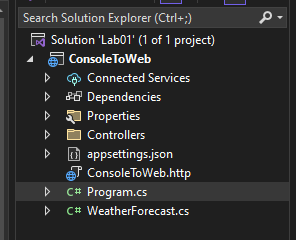 Search Solution Explorer (Ctrl+;)
Solution 'Lab01' (1 of 1 project)
ConsoleToWeb
Connected Services
Dependencies
Properties
Controllers
appsettings.json
ConsoleToWeb.http
C# Program.cs
C# WeatherForecast.cs